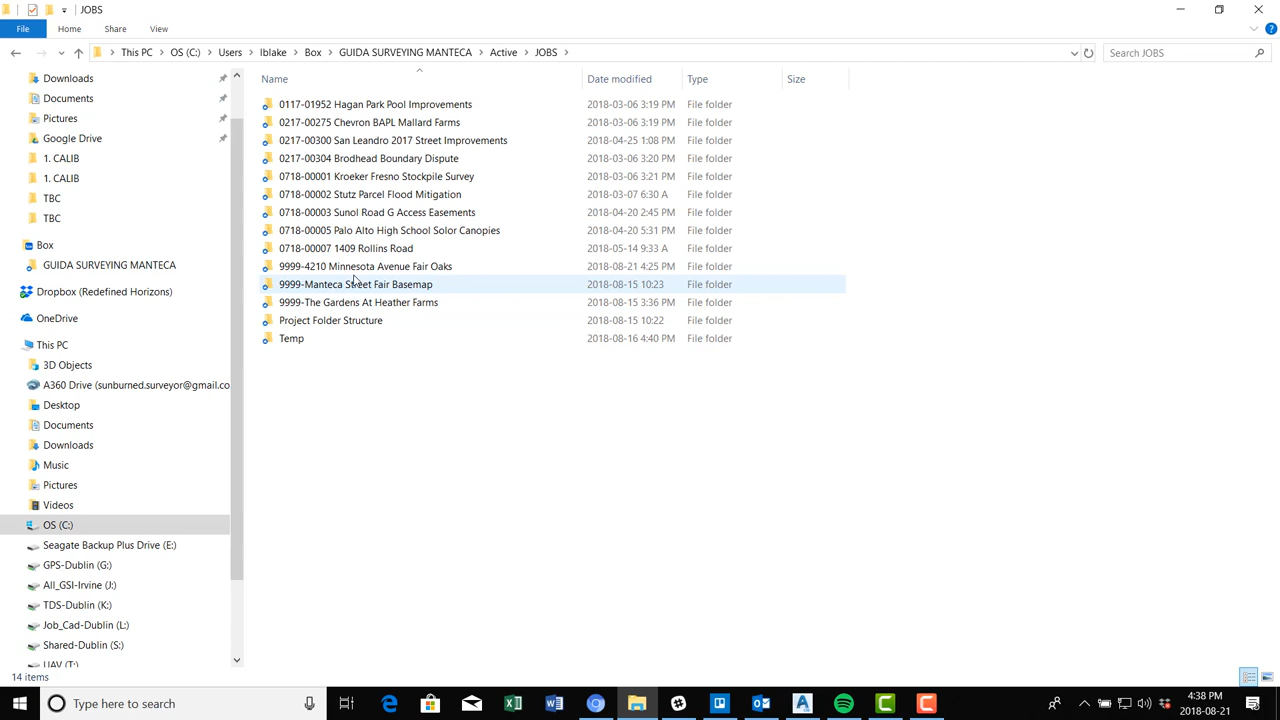 JOBS
File Home Share View
This PC OS (C:) Users lblake Box GUIDA SURVEYING MANTECA Active JOBS
Search JOBS
Name Date modified Type Size
Downloads
Documents
Pictures
Google Drive
1. CALIB
1. CALIB
TBC
TBC
Box
GUIDA SURVEYING MANTECA
Dropbox (Redefined Horizons)
OneDrive
This PC
3D Objects
A360 Drive (sunburned.surveyor@gmail.co
Desktop
Documents
Downloads
Music
Pictures
Videos
OS (C:)
Seagate Backup Plus Drive (E:)
GPS-Dublin (G:)
All_GSI-Irvine (J:)
TDS-Dublin (K:)
Job_Cad-Dublin (L:)
Shared-Dublin (S:)
UAV (T:)
0117-01952 Hagan Park Pool Improvements 2018-03-06 3:19 PM File folder
0217-00275 Chevron BAPL Mallard Farms 2018-03-06 3:19 PM File folder
0217-00300 San Leandro 2017 Street Improvements 2018-04-25 1:08 PM File folder
0217-00304 Brodhead Boundary Dispute 2018-03-06 3:20 PM File folder
0718-00001 Kroeker Fresno Stockpile Survey 2018-03-06 3:21 PM File folder
0718-00002 Stutz Parcel Flood Mitigation 2018-03-07 6:30 A File folder
0718-00003 Sunol Road G Access Easements 2018-04-20 2:45 PM File folder
0718-00005 Palo Alto High School Solor Canopies 2018-04-20 5:31 PM File folder
0718-00007 1409 Rollins Road 2018-05-14 9:33 A File folder
9999-4210 Minnesota Avenue Fair Oaks 2018-08-21 4:25 PM File folder
9999-Manteca Street Fair Basemap 2018-08-15 10:23 File folder
9999-The Gardens At Heather Farms 2018-08-15 3:36 PM File folder
Project Folder Structure 2018-08-15 10:22 File folder
Temp 2018-08-16 4:40 PM File folder
14 items
Type here to search
4:38 PM
2018-08-21